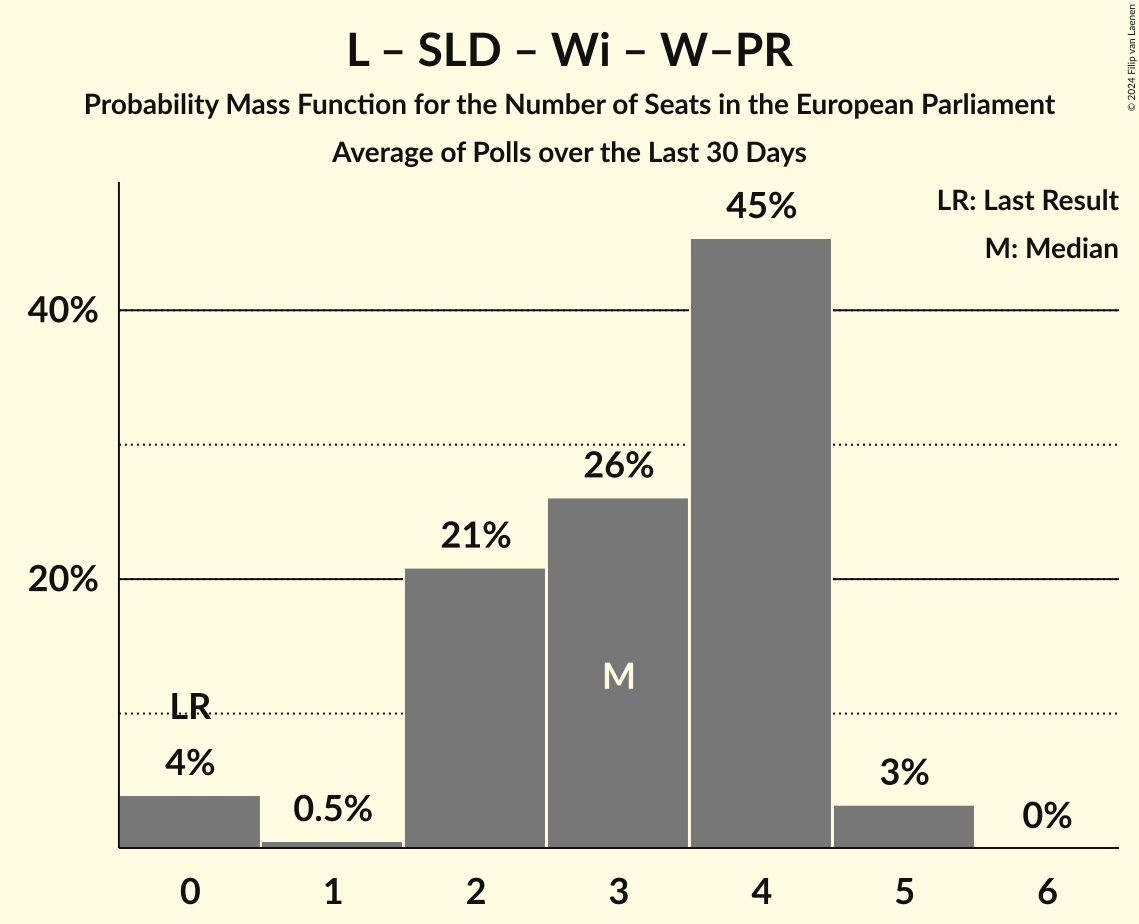 L – SLD – Wi – W–PR
Probability Mass Function for the Number of Seats in the European Parliament
Average of Polls over the Last 30 Days
© 2024 Filip van Laenen
LR: Last Result
M: Median
45%
40%
26%
21%
20%
M
LR
4%
0.5%
3%
0%
0 1 2 3 4 5 6